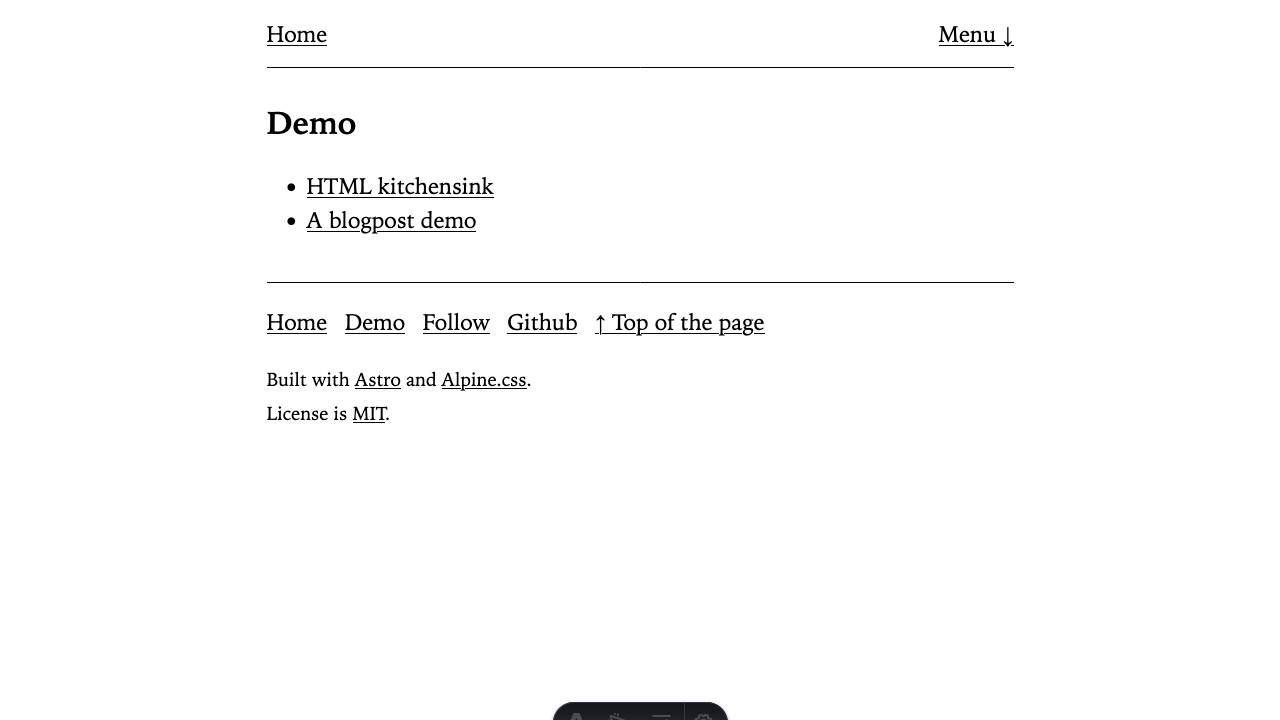 Home Menu ↓
Demo
• HTML kitchensink
• A blogpost demo
Home Demo Follow Github ↑ Top of the page
Built with Astro and Alpine.css.
License is MIT.